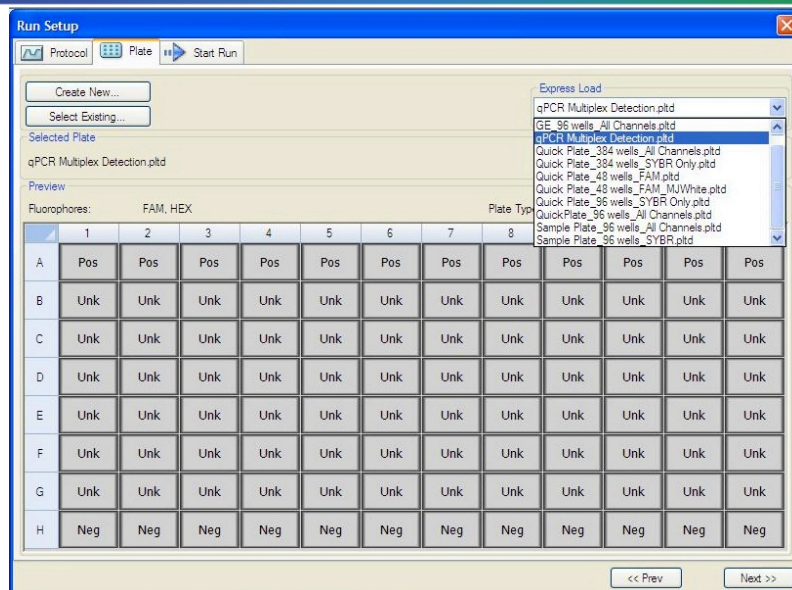 Run Setup
Protocol Plate Start Run
Create New...
Select Existing...
Express Load
qPCR Multiplex Detection.pltd
GE_96 wells_All Channels.pltd
qPCR Multiplex Detection.pltd
Quick Plate_384 wells_All Channels.pltd
Quick Plate_384 wells_SYBR Only.pltd
Quick Plate_48 wells_FAM.pltd
Quick Plate_48 wells_FAM_MJWhite.pltd
Quick Plate_96 wells_SYBR Only.pltd
QuickPlate_96 wells_All Channels.pltd
Sample Plate_96 wells_All Channels.pltd
Sample Plate_96 wells_SYBR.pltd
Selected Plate
qPCR Multiplex Detection.pltd
Preview
Fluorophores: FAM, HEX Plate Typ
1 2 3 4 5 6 7 8
A Pos Pos Pos Pos Pos Pos Pos Pos Pos Pos Pos Pos
B Unk Unk Unk Unk Unk Unk Unk Unk Unk Unk Unk Unk
C Unk Unk Unk Unk Unk Unk Unk Unk Unk Unk Unk Unk
D Unk Unk Unk Unk Unk Unk Unk Unk Unk Unk Unk Unk
E Unk Unk Unk Unk Unk Unk Unk Unk Unk Unk Unk Unk
F Unk Unk Unk Unk Unk Unk Unk Unk Unk Unk Unk Unk
G Unk Unk Unk Unk Unk Unk Unk Unk Unk Unk Unk Unk
H Neg Neg Neg Neg Neg Neg Neg Neg Neg Neg Neg Neg
<< Prev Next >>